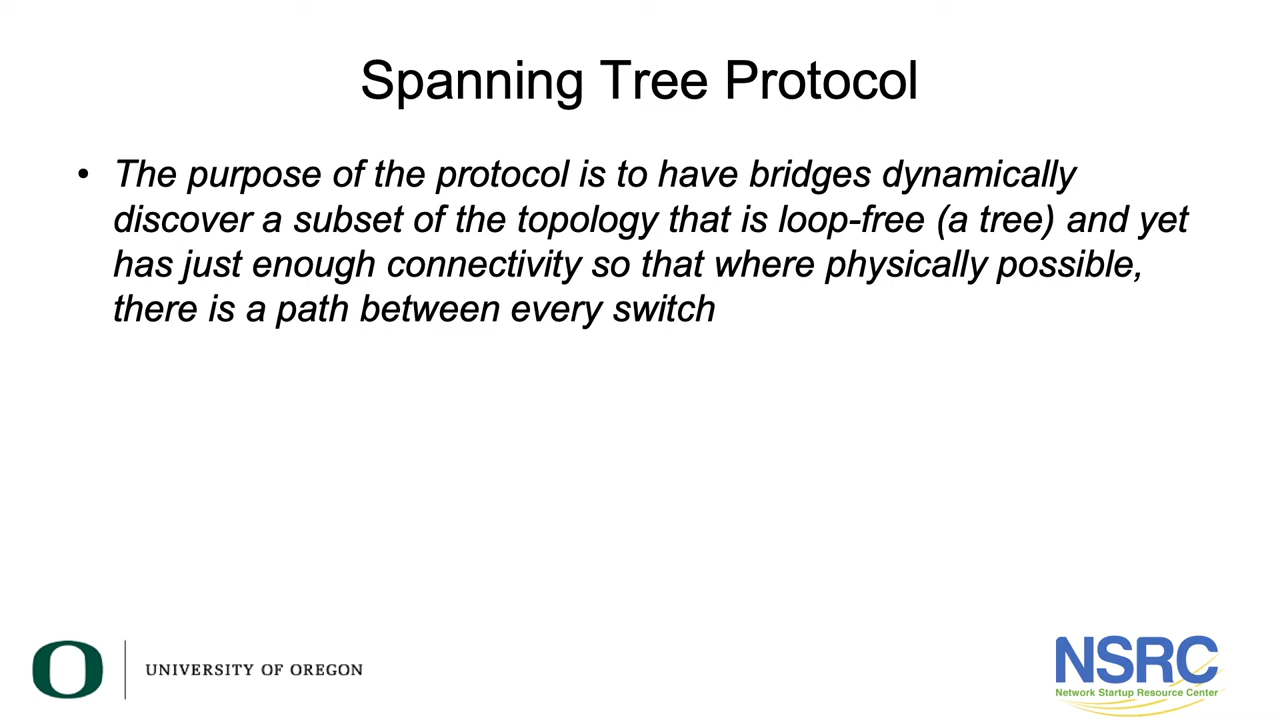 Spanning Tree Protocol
• The purpose of the protocol is to have bridges dynamically
discover a subset of the topology that is loop-free (a tree) and yet
has just enough connectivity so that where physically possible,
there is a path between every switch
O
UNIVERSITY OF OREGON
NSRC
Network Startup Resource Center